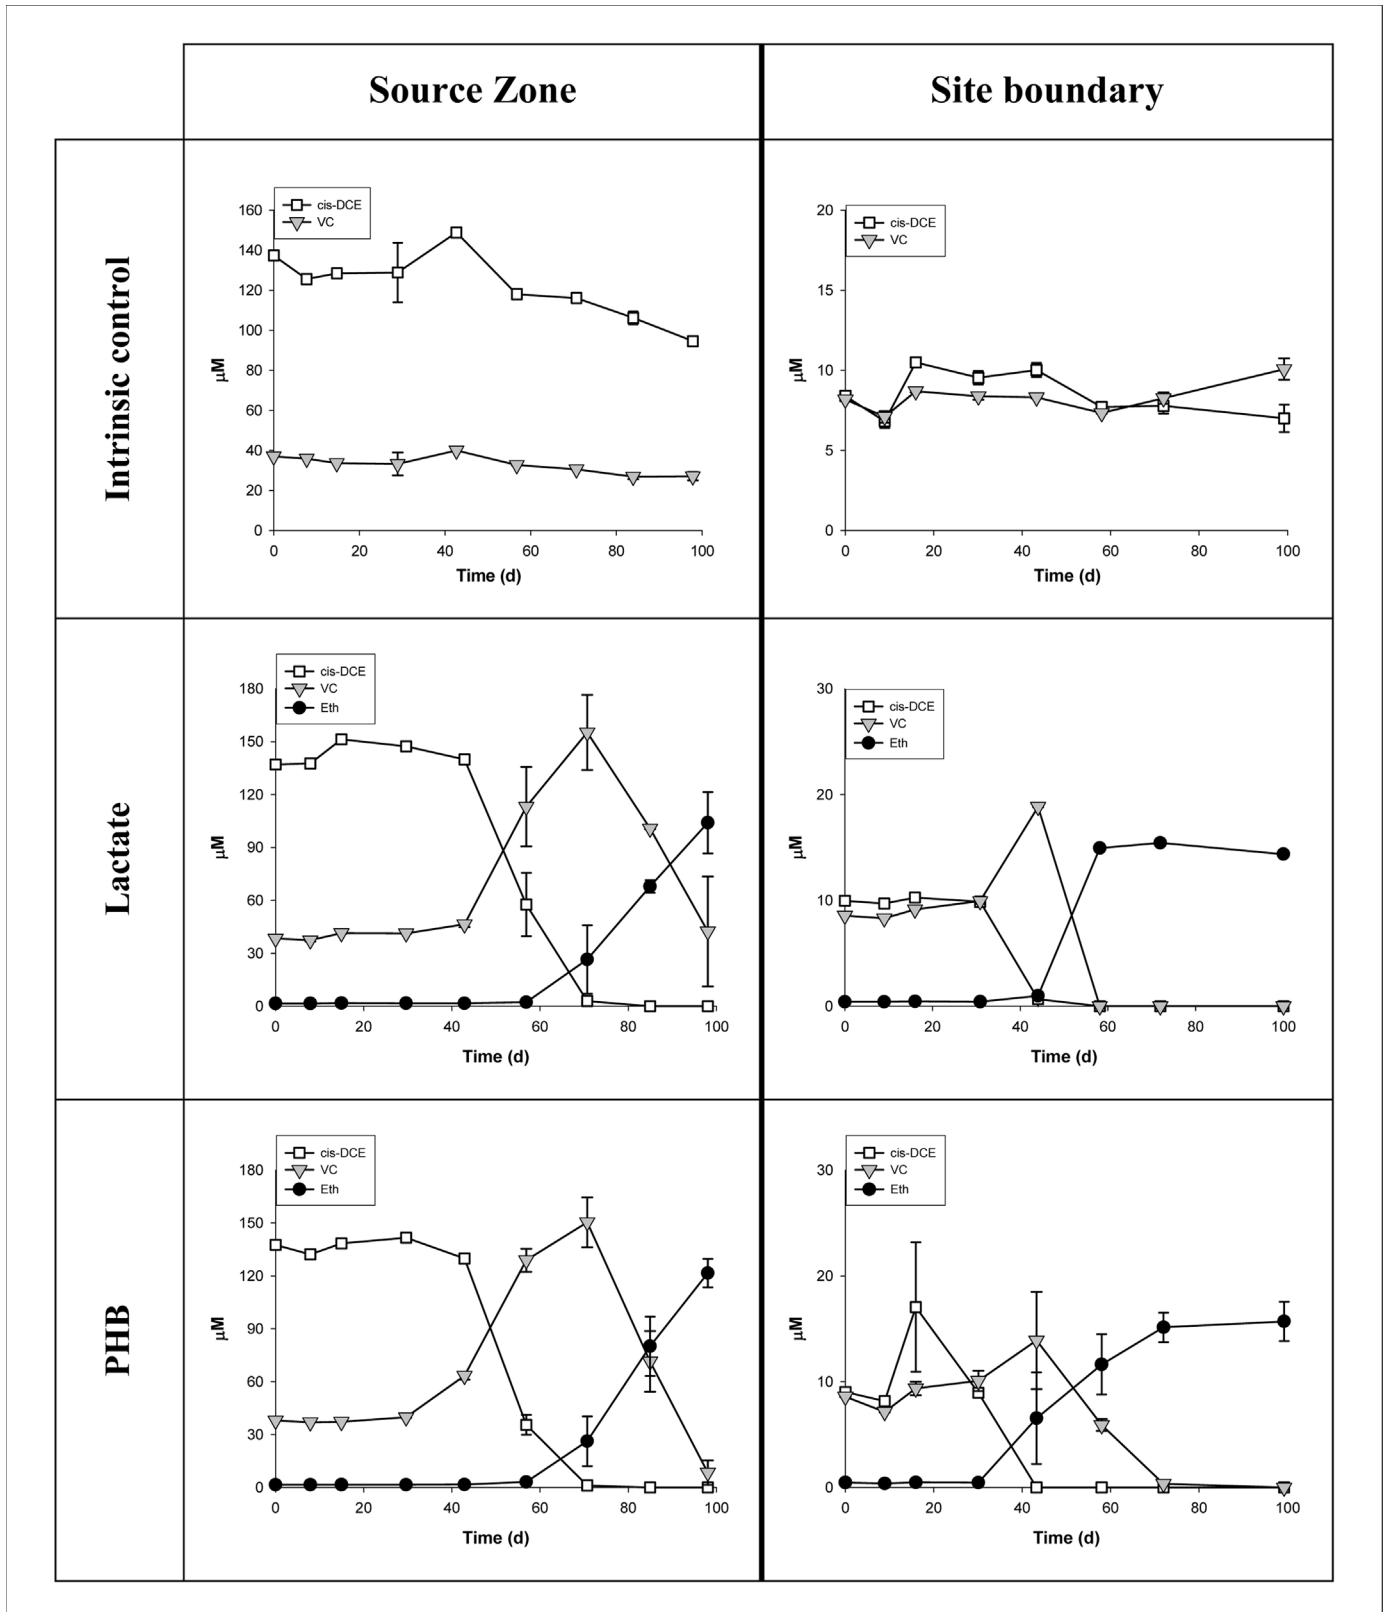 Source Zone
Site boundary
Intrinsic control
cis-DCE
VC
160
140
120
100
80
60
40
20
0
μM
0 20 40 60 80 100
Time (d)
cis-DCE
VC
20
15
10
5
0
μM
0 20 40 60 80 100
Time (d)
Lactate
cis-DCE
VC
Eth
180
150
120
90
60
30
0
μM
0 20 40 60 80 100
Time (d)
cis-DCE
VC
Eth
30
20
10
0
μM
0 20 40 60 80 100
Time (d)
PHB
cis-DCE
VC
Eth
180
150
120
90
60
30
0
μM
0 20 40 60 80 100
Time (d)
cis-DCE
VC
Eth
30
20
10
0
μM
0 20 40 60 80 100
Time (d)